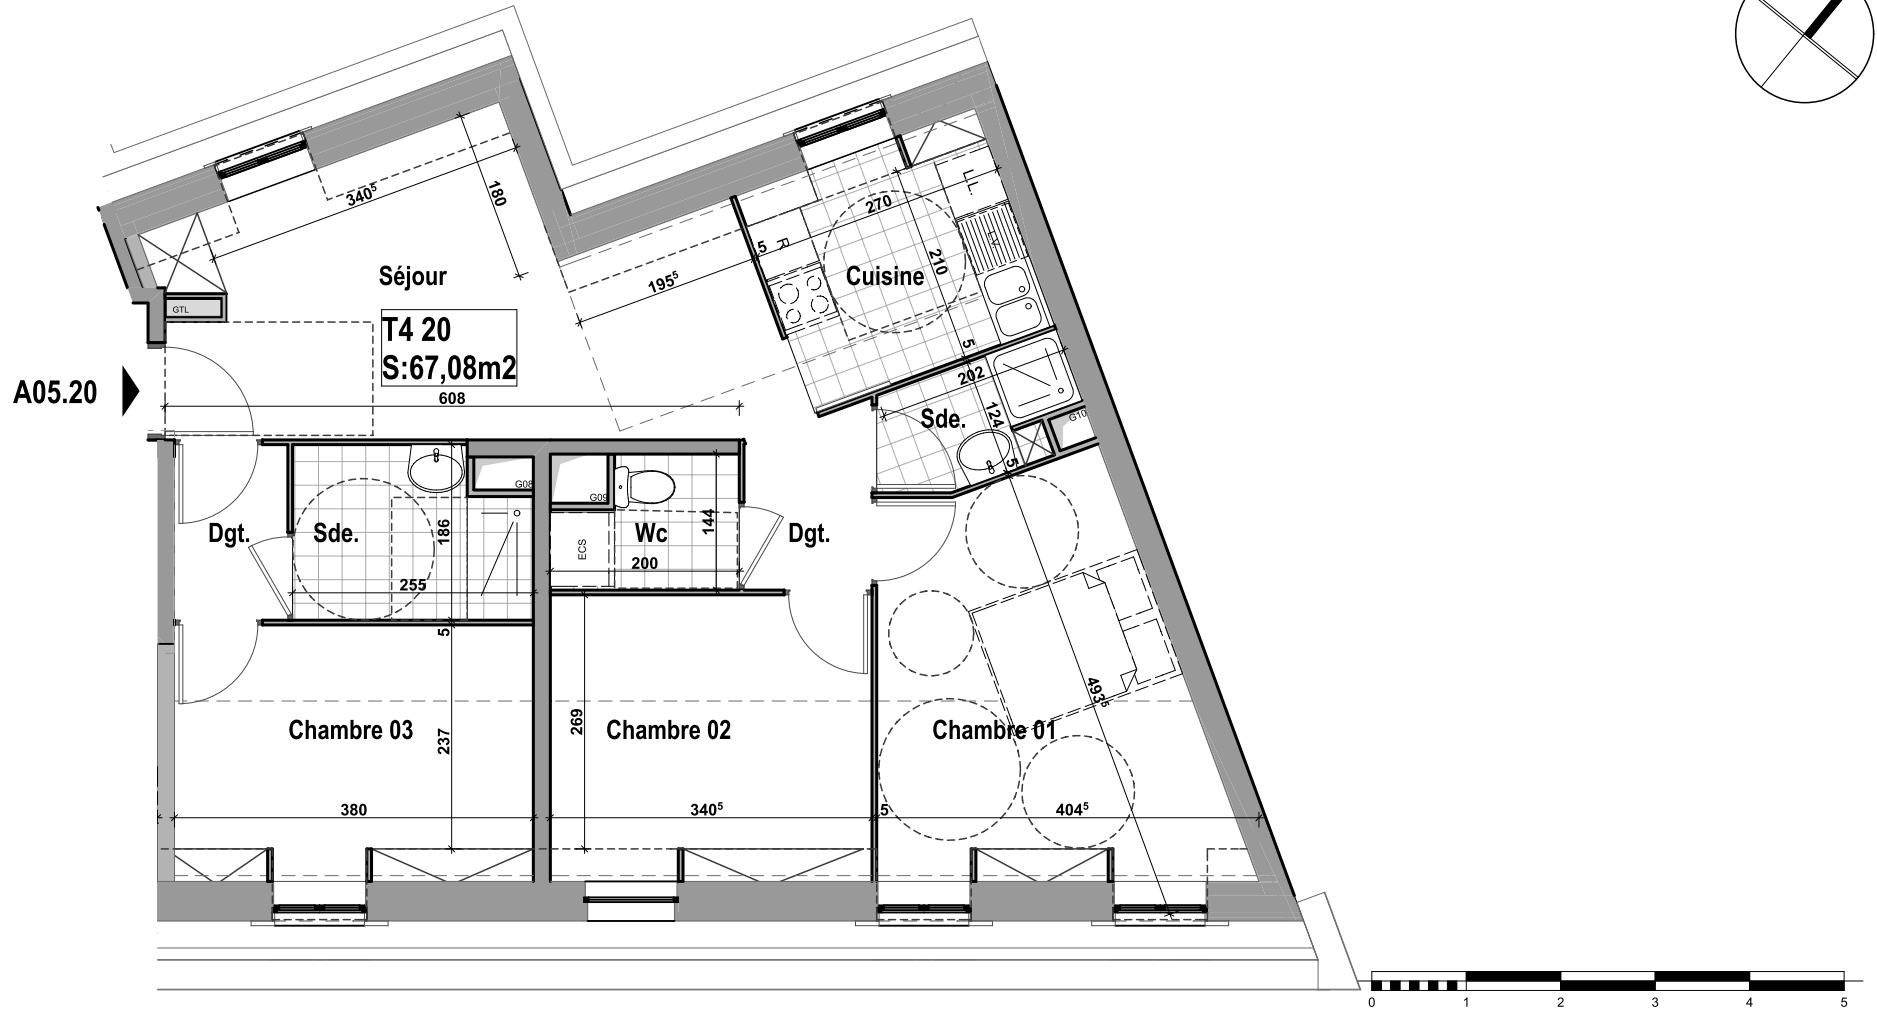 340⁵
180
Séjour
GTL
T4 20
S:67,08m2
A05.20
608
195⁵
5
R
270
L.L.
LV
210
Cuisine
5
202
Sde.
124
G10
5
Dgt.
Sde.
186
G08
255
G09
ECS
Wc
144
200
Dgt.
5
Chambre 03
237
380
269
Chambre 02
340⁵
5
Chambre 01
493⁵
404⁵
0 1 2 3 4 5